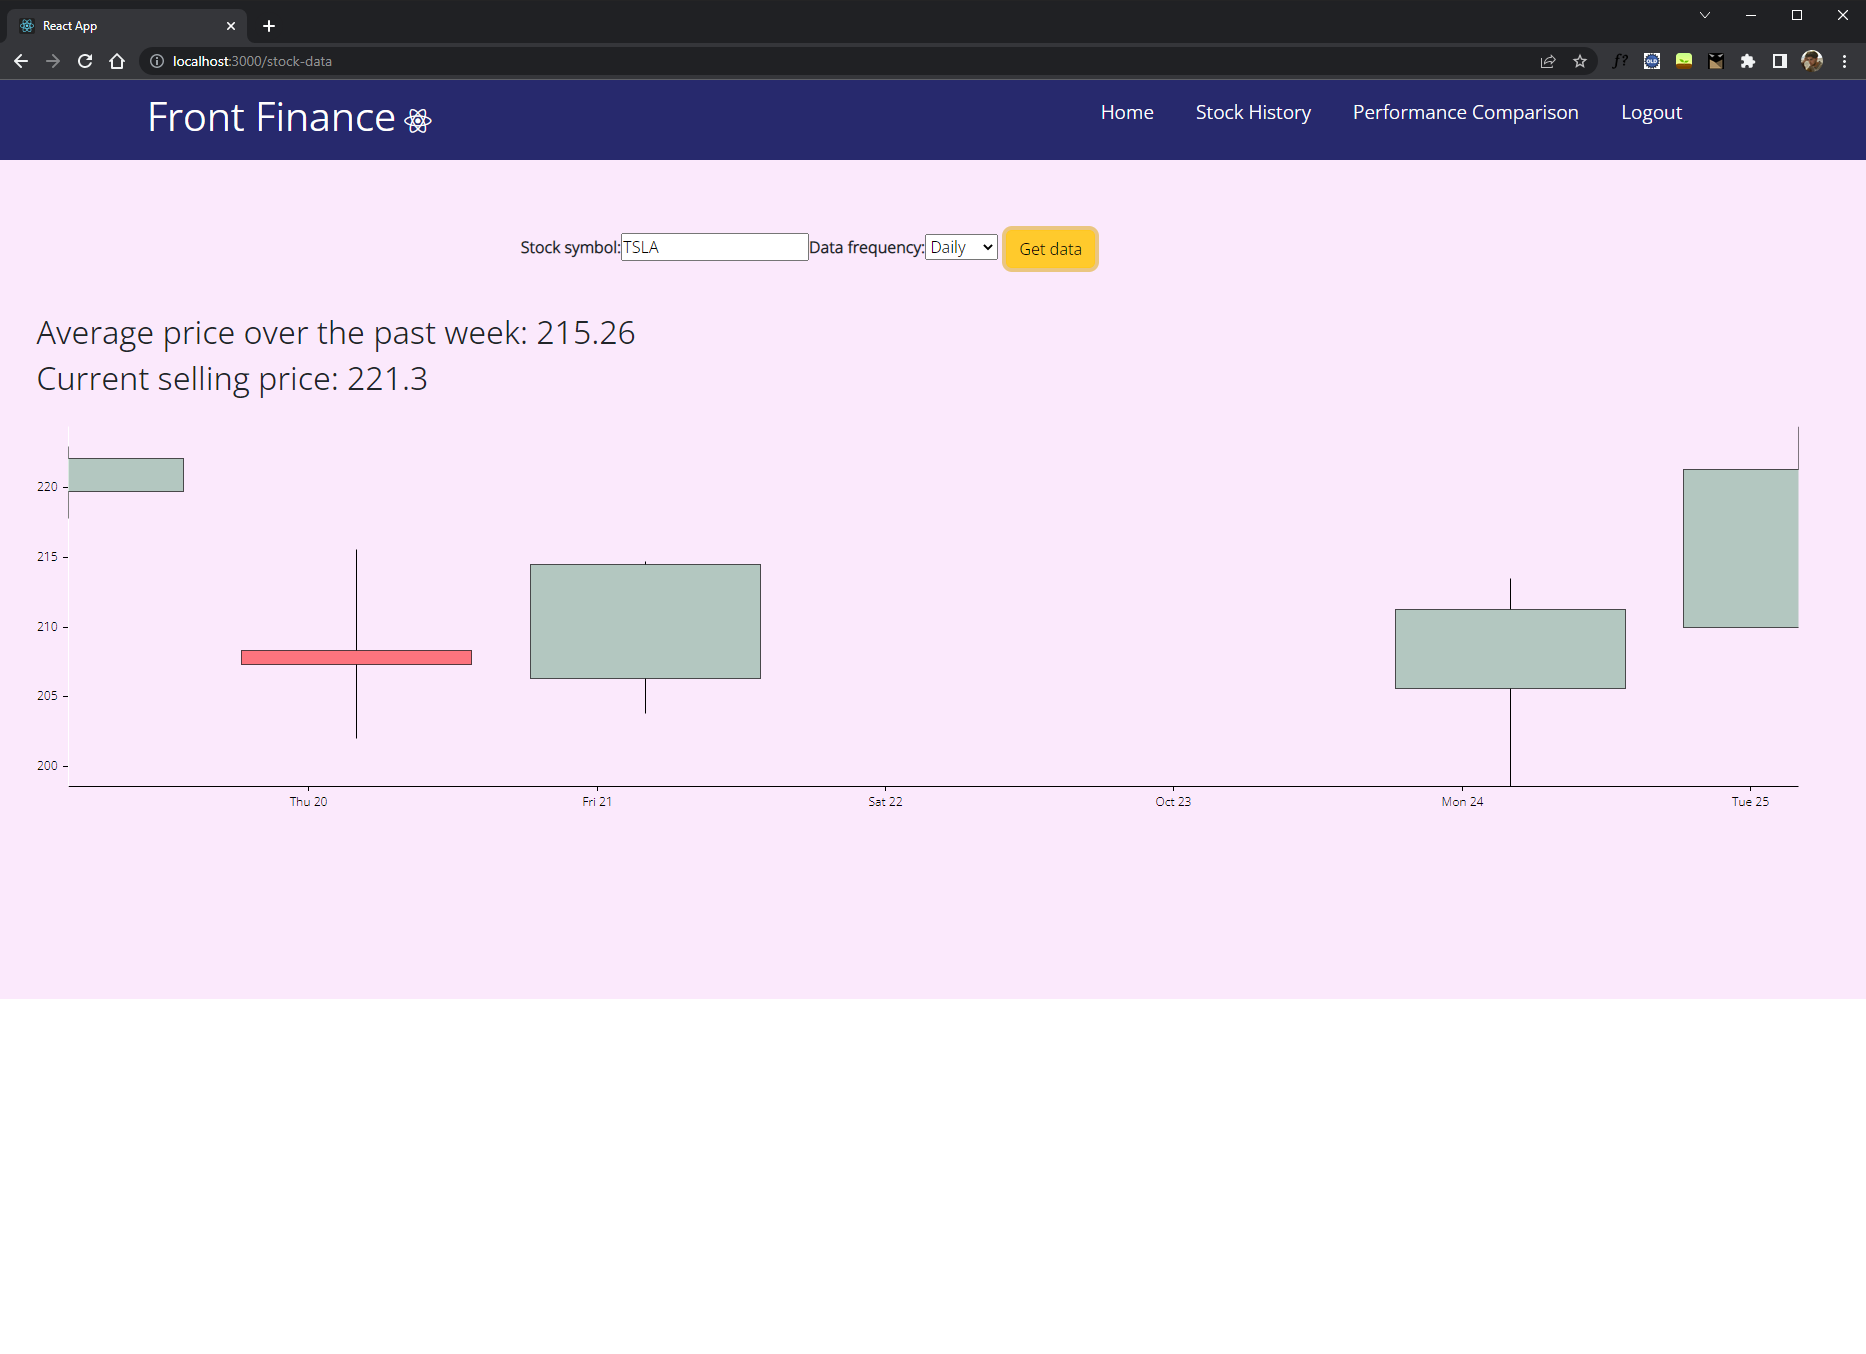 React App
localhost:3000/stock-data
f?
OLD
Front Finance
Home Stock History Performance Comparison Logout
Stock symbol: TSLA Data frequency: Daily Get data
Average price over the past week: 215.26
Current selling price: 221.3
220
215
210
205
200
Thu 20 Fri 21 Sat 22 Oct 23 Mon 24 Tue 25